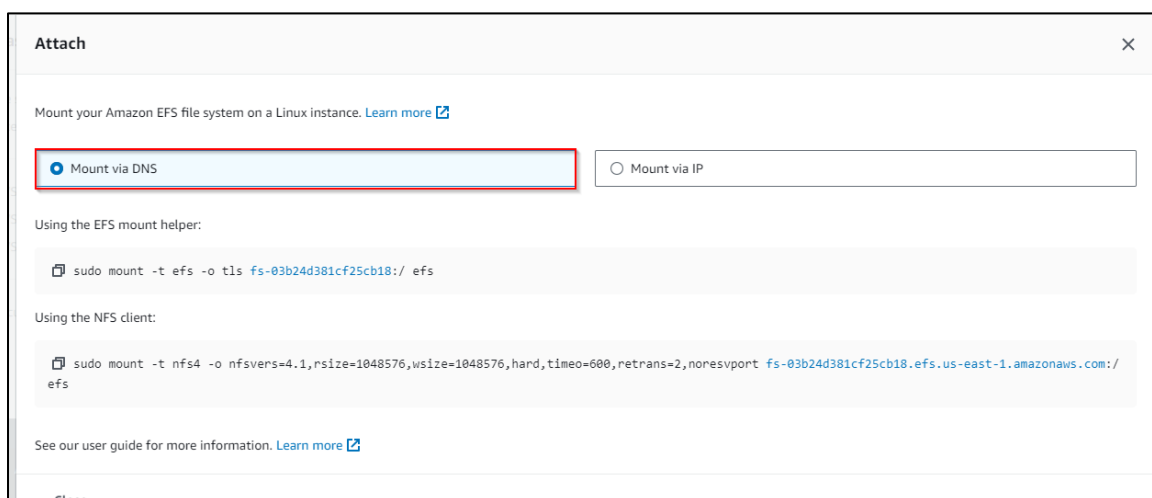 Attach
Mount your Amazon EFS file system on a Linux instance. Learn more
Mount via DNS
Mount via IP
Using the EFS mount helper:
sudo mount -t efs -o tls fs-03b24d381cf25cb18:/ efs
Using the NFS client:
sudo mount -t nfs4 -o nfsvers=4.1,rsize=1048576,wsize=1048576,hard,timeo=600,retrans=2,noresvport fs-03b24d381cf25cb18.efs.us-east-1.amazonaws.com:/
efs
See our user guide for more information. Learn more